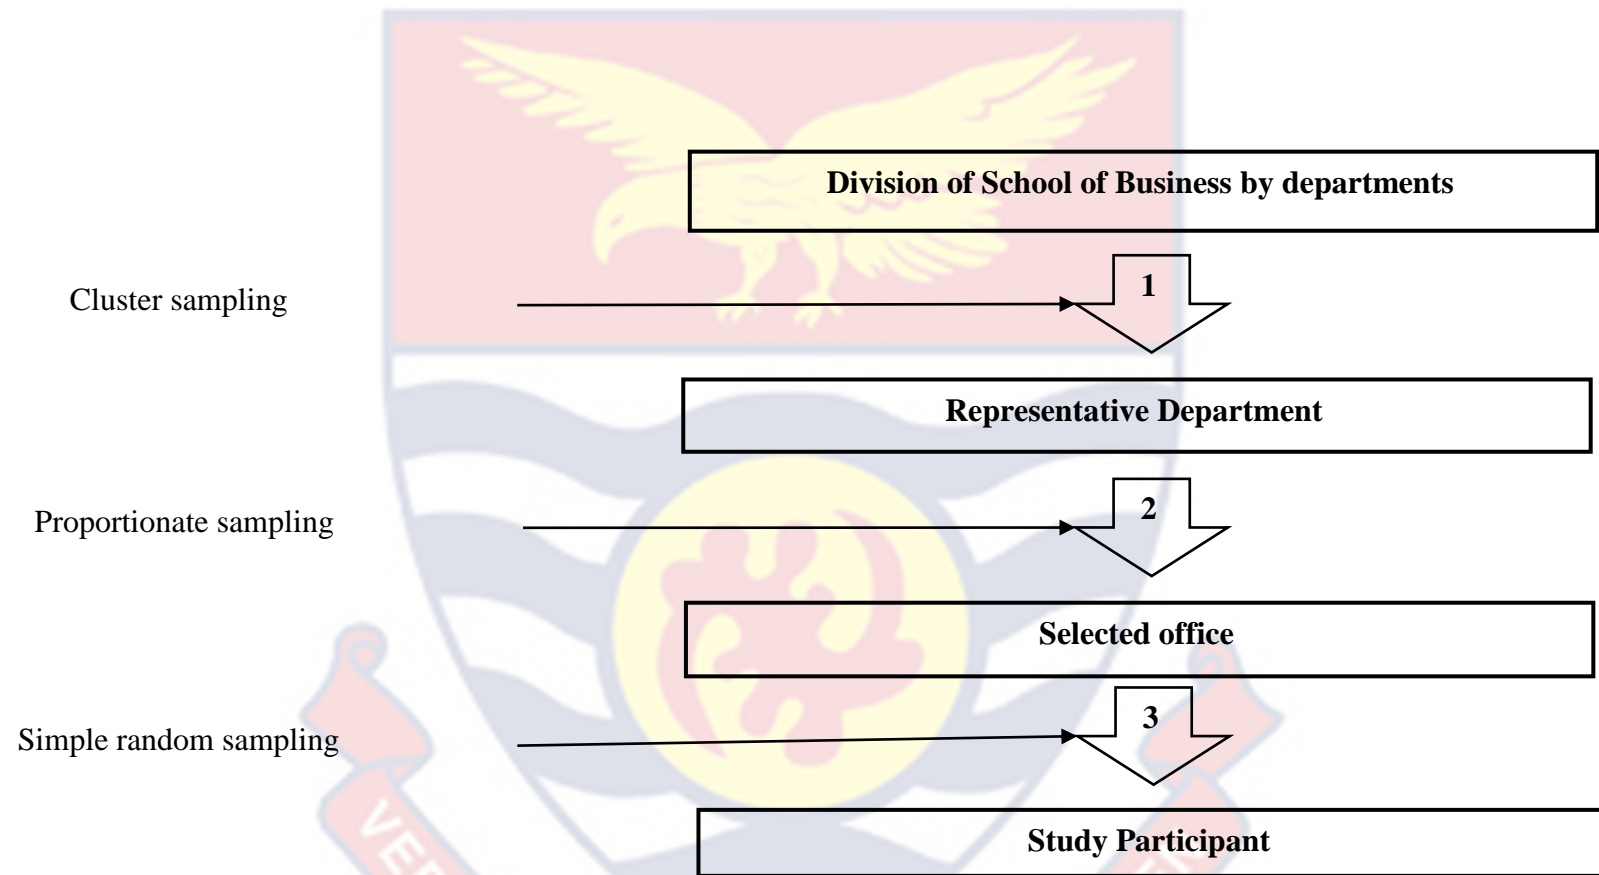 Division of School of Business by departments
Cluster sampling
1
Representative Department
Proportionate sampling
2
Selected office
Simple random sampling
3
Study Participant